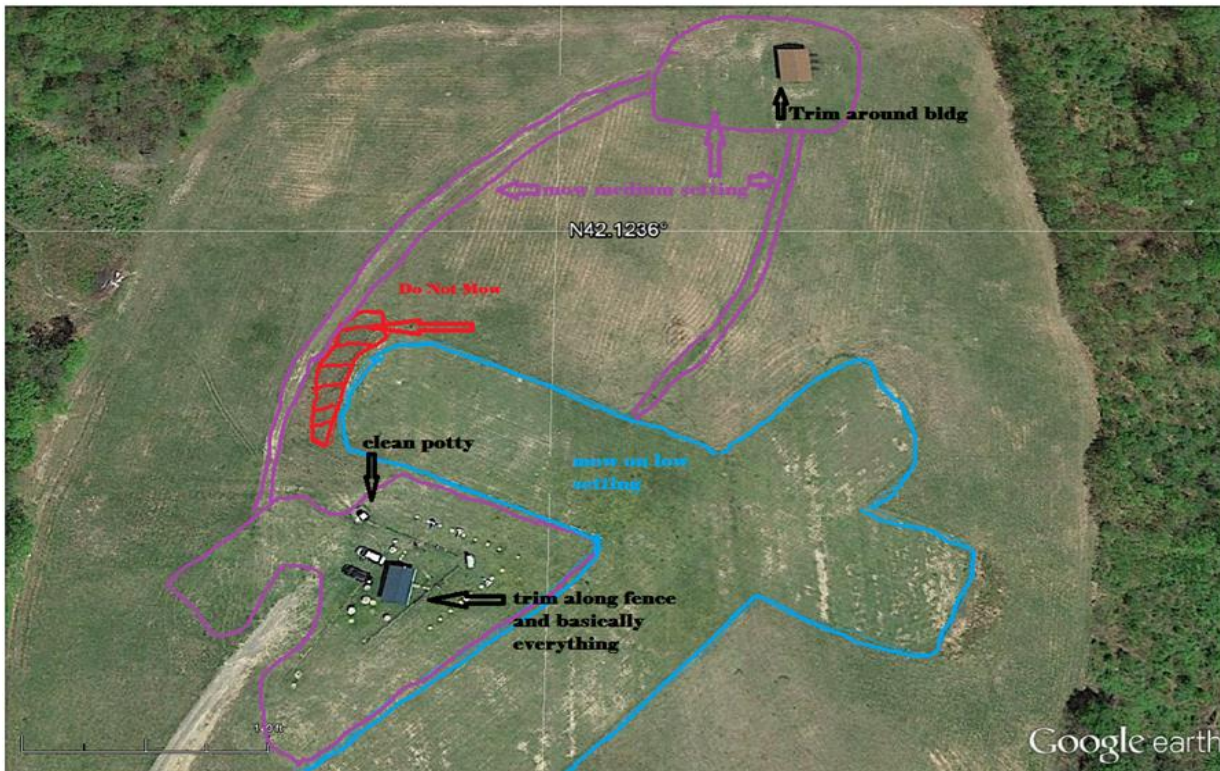 Trim around bldg
mow medium setting
N42.1236°
Do Not Mow
clean potty
mow on low
setting
trim along fence
and basically
everything
Google earth